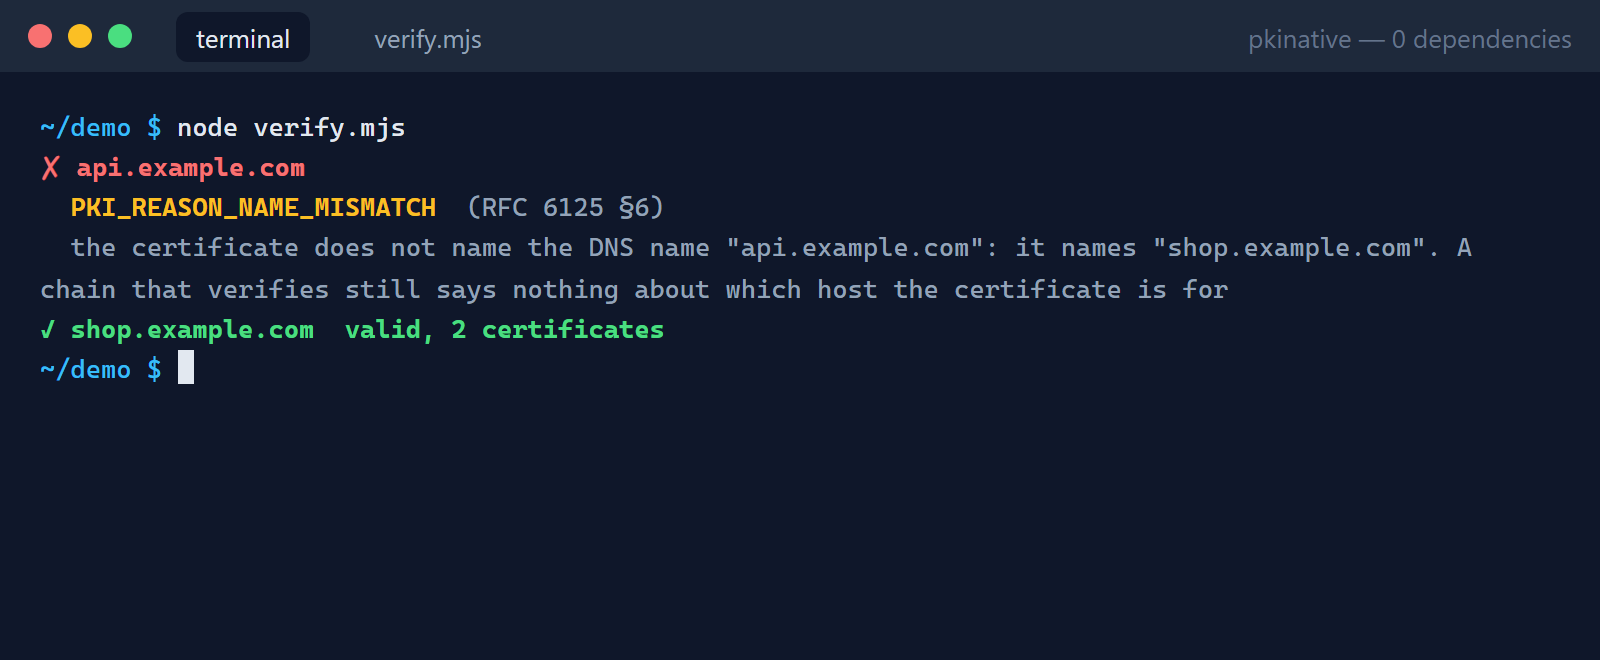 terminal verify.mjs pkinative — 0 dependencies
~/demo $ node verify.mjs
✗ api.example.com
PKI_REASON_NAME_MISMATCH (RFC 6125 §6)
the certificate does not name the DNS name "api.example.com": it names "shop.example.com". A
chain that verifies still says nothing about which host the certificate is for
✓ shop.example.com valid, 2 certificates
~/demo $